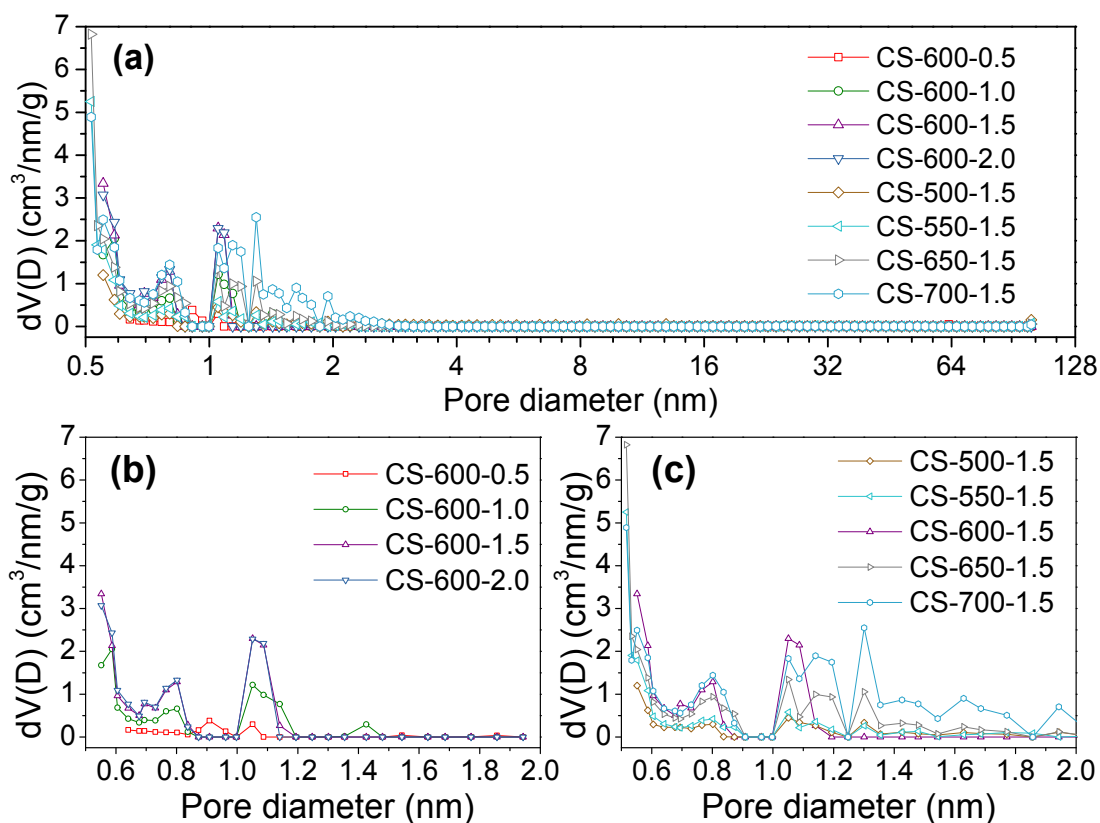 (a)
dV(D) (cm³/nm/g)
7
6
5
4
3
2
1
0
CS-600-0.5
CS-600-1.0
CS-600-1.5
CS-600-2.0
CS-500-1.5
CS-550-1.5
CS-650-1.5
CS-700-1.5
0.5 1 2 4 8 16 32 64 128
Pore diameter (nm)
(b)
dV(D) (cm³/nm/g)
7
6
5
4
3
2
1
0
CS-600-0.5
CS-600-1.0
CS-600-1.5
CS-600-2.0
0.6 0.8 1.0 1.2 1.4 1.6 1.8 2.0
Pore diameter (nm)
(c)
dV(D) (cm³/nm/g)
7
6
5
4
3
2
1
0
CS-500-1.5
CS-550-1.5
CS-600-1.5
CS-650-1.5
CS-700-1.5
0.6 0.8 1.0 1.2 1.4 1.6 1.8 2.0
Pore diameter (nm)